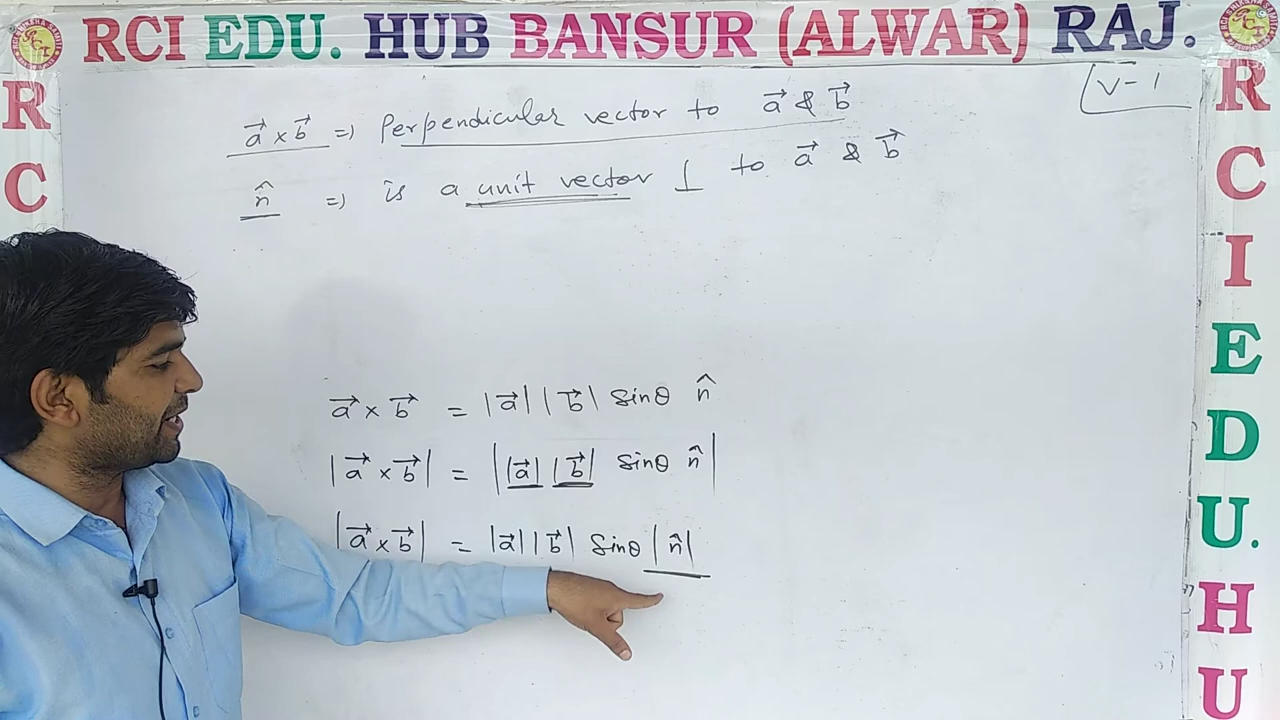 RCI EDU. HUB BANSUR (ALWAR) RAJ.
V-1
a⃗ × b⃗ ⇒ Perpendicular vector to a⃗ & b⃗
n̂ ⇒ is a unit vector ⊥ to a⃗ & b⃗
a⃗ × b⃗ = |a⃗| |b⃗| sinθ n̂
|a⃗ × b⃗| = ||a⃗| |b⃗| sinθ n̂|
|a⃗ × b⃗| = |a⃗| |b⃗| sinθ |n̂|
R
C
R
C
I
E
D
U.
H
U